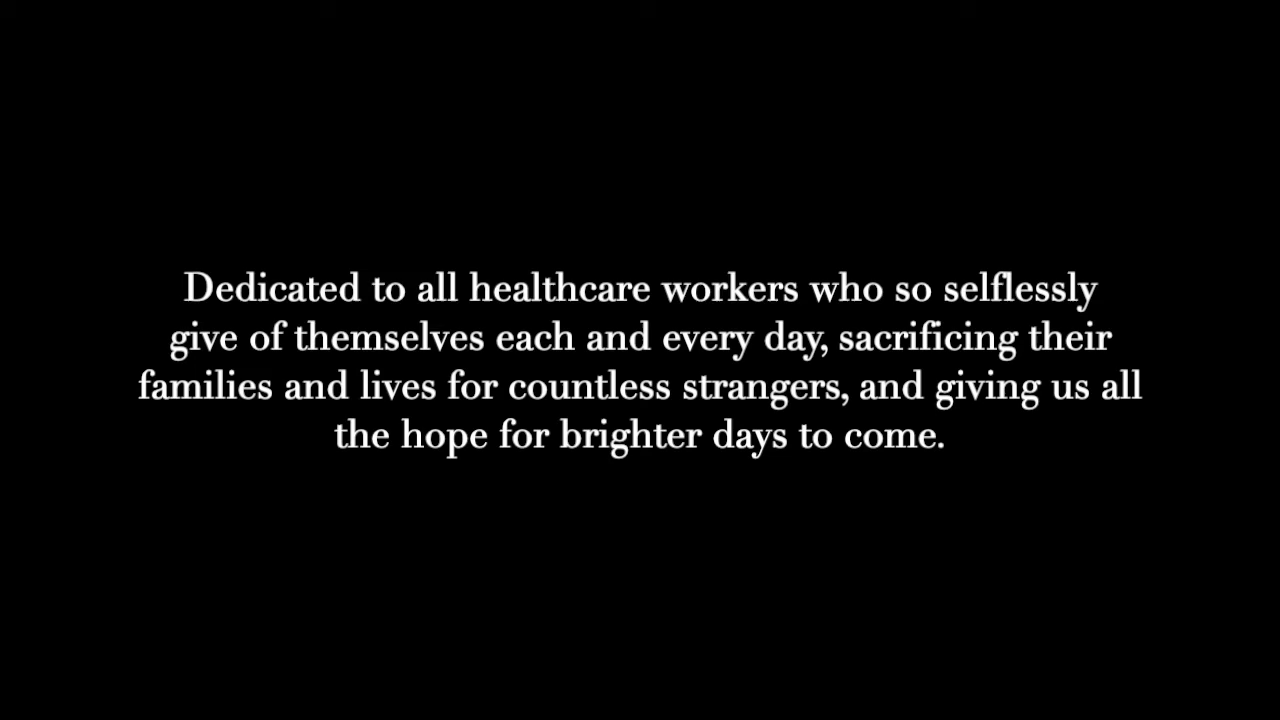 Dedicated to all healthcare workers who so selflessly
give of themselves each and every day, sacrificing their
families and lives for countless strangers, and giving us all
the hope for brighter days to come.